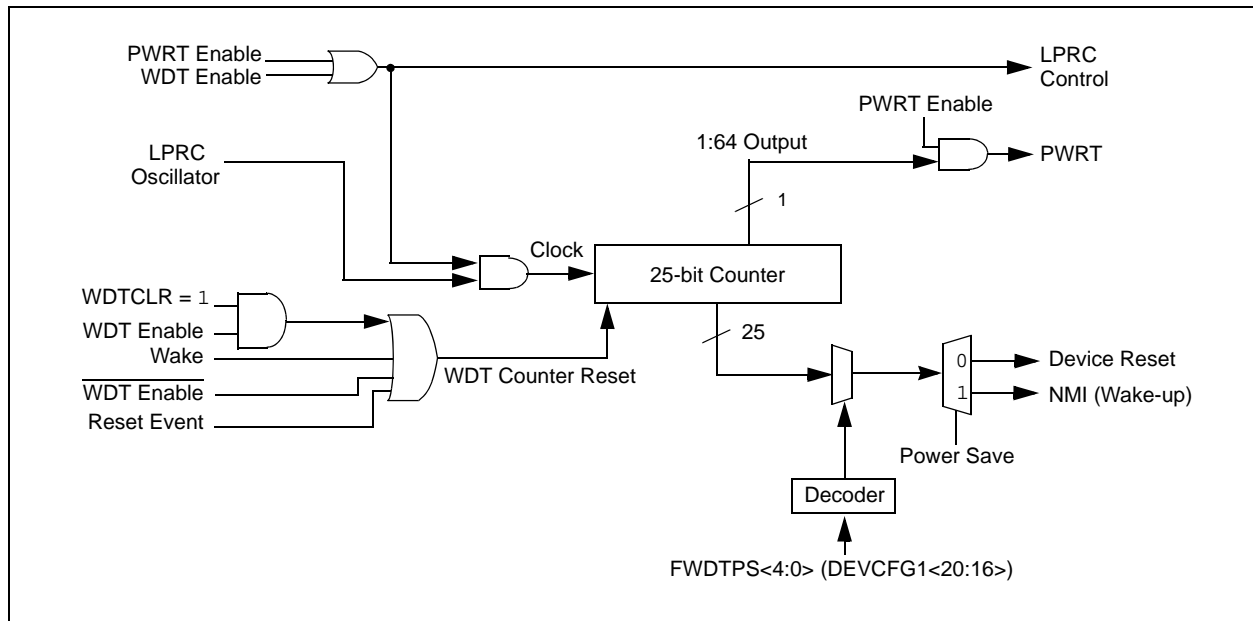 PWRT Enable
WDT Enable
LPRC
Control
PWRT Enable
1:64 Output
PWRT
LPRC
Oscillator
1
Clock
25-bit Counter
WDTCLR = 1
WDT Enable
Wake
WDT Enable
Reset Event
WDT Counter Reset
25
0
1
Device Reset
NMI (Wake-up)
Power Save
Decoder
FWDTPS<4:0> (DEVCFG1<20:16>)